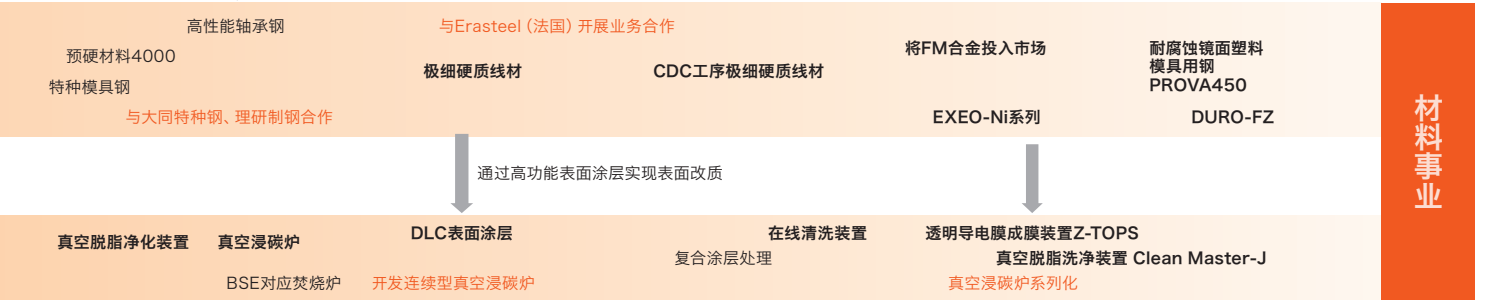 高性能轴承钢
与Erasteel（法国）开展业务合作
预硬材料4000
特种模具钢
与大同特种钢、理研制钢合作
极细硬质线材
CDC工序极细硬质线材
将FM合金投入市场
耐腐蚀镜面塑料
模具用钢
PROVA450
EXEO-Ni系列
DURO-FZ
通过高功能表面涂层实现表面改质
真空脱脂净化装置
真空浸碳炉
DLC表面涂层
在线清洗装置
透明导电膜成膜装置Z-TOPS
复合涂层处理
真空脱脂洗净装置 Clean Master-J
BSE对应焚烧炉
开发连续型真空浸碳炉
真空浸碳炉系列化
材料事业